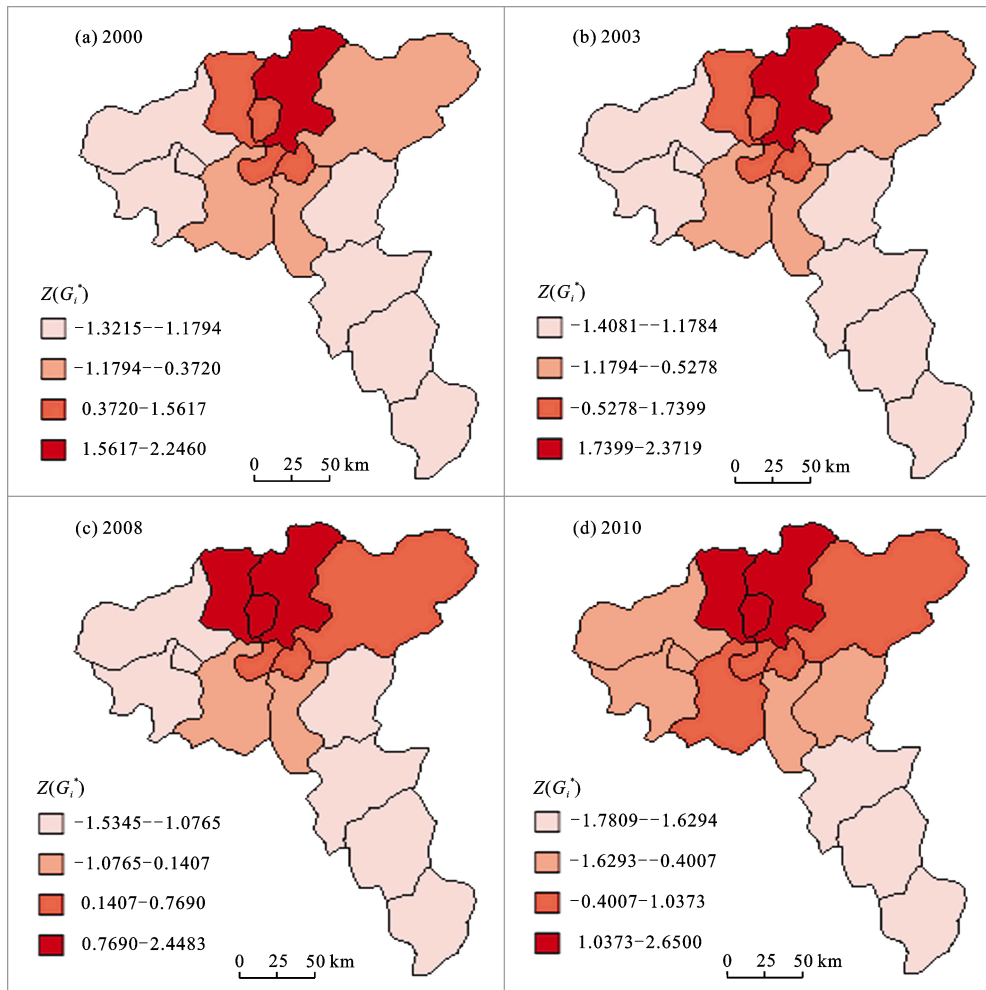 (a) 2000
Z(G_i^*)
-1.3215--1.1794
-1.1794--0.3720
0.3720-1.5617
1.5617-2.2460
0 25 50 km
(b) 2003
Z(G_i^*)
-1.4081--1.1784
-1.1794--0.5278
-0.5278-1.7399
1.7399-2.3719
0 25 50 km
(c) 2008
Z(G_i^*)
-1.5345--1.0765
-1.0765-0.1407
0.1407-0.7690
0.7690-2.4483
0 25 50 km
(d) 2010
Z(G_i^*)
-1.7809--1.6294
-1.6293--0.4007
-0.4007-1.0373
1.0373-2.6500
0 25 50 km